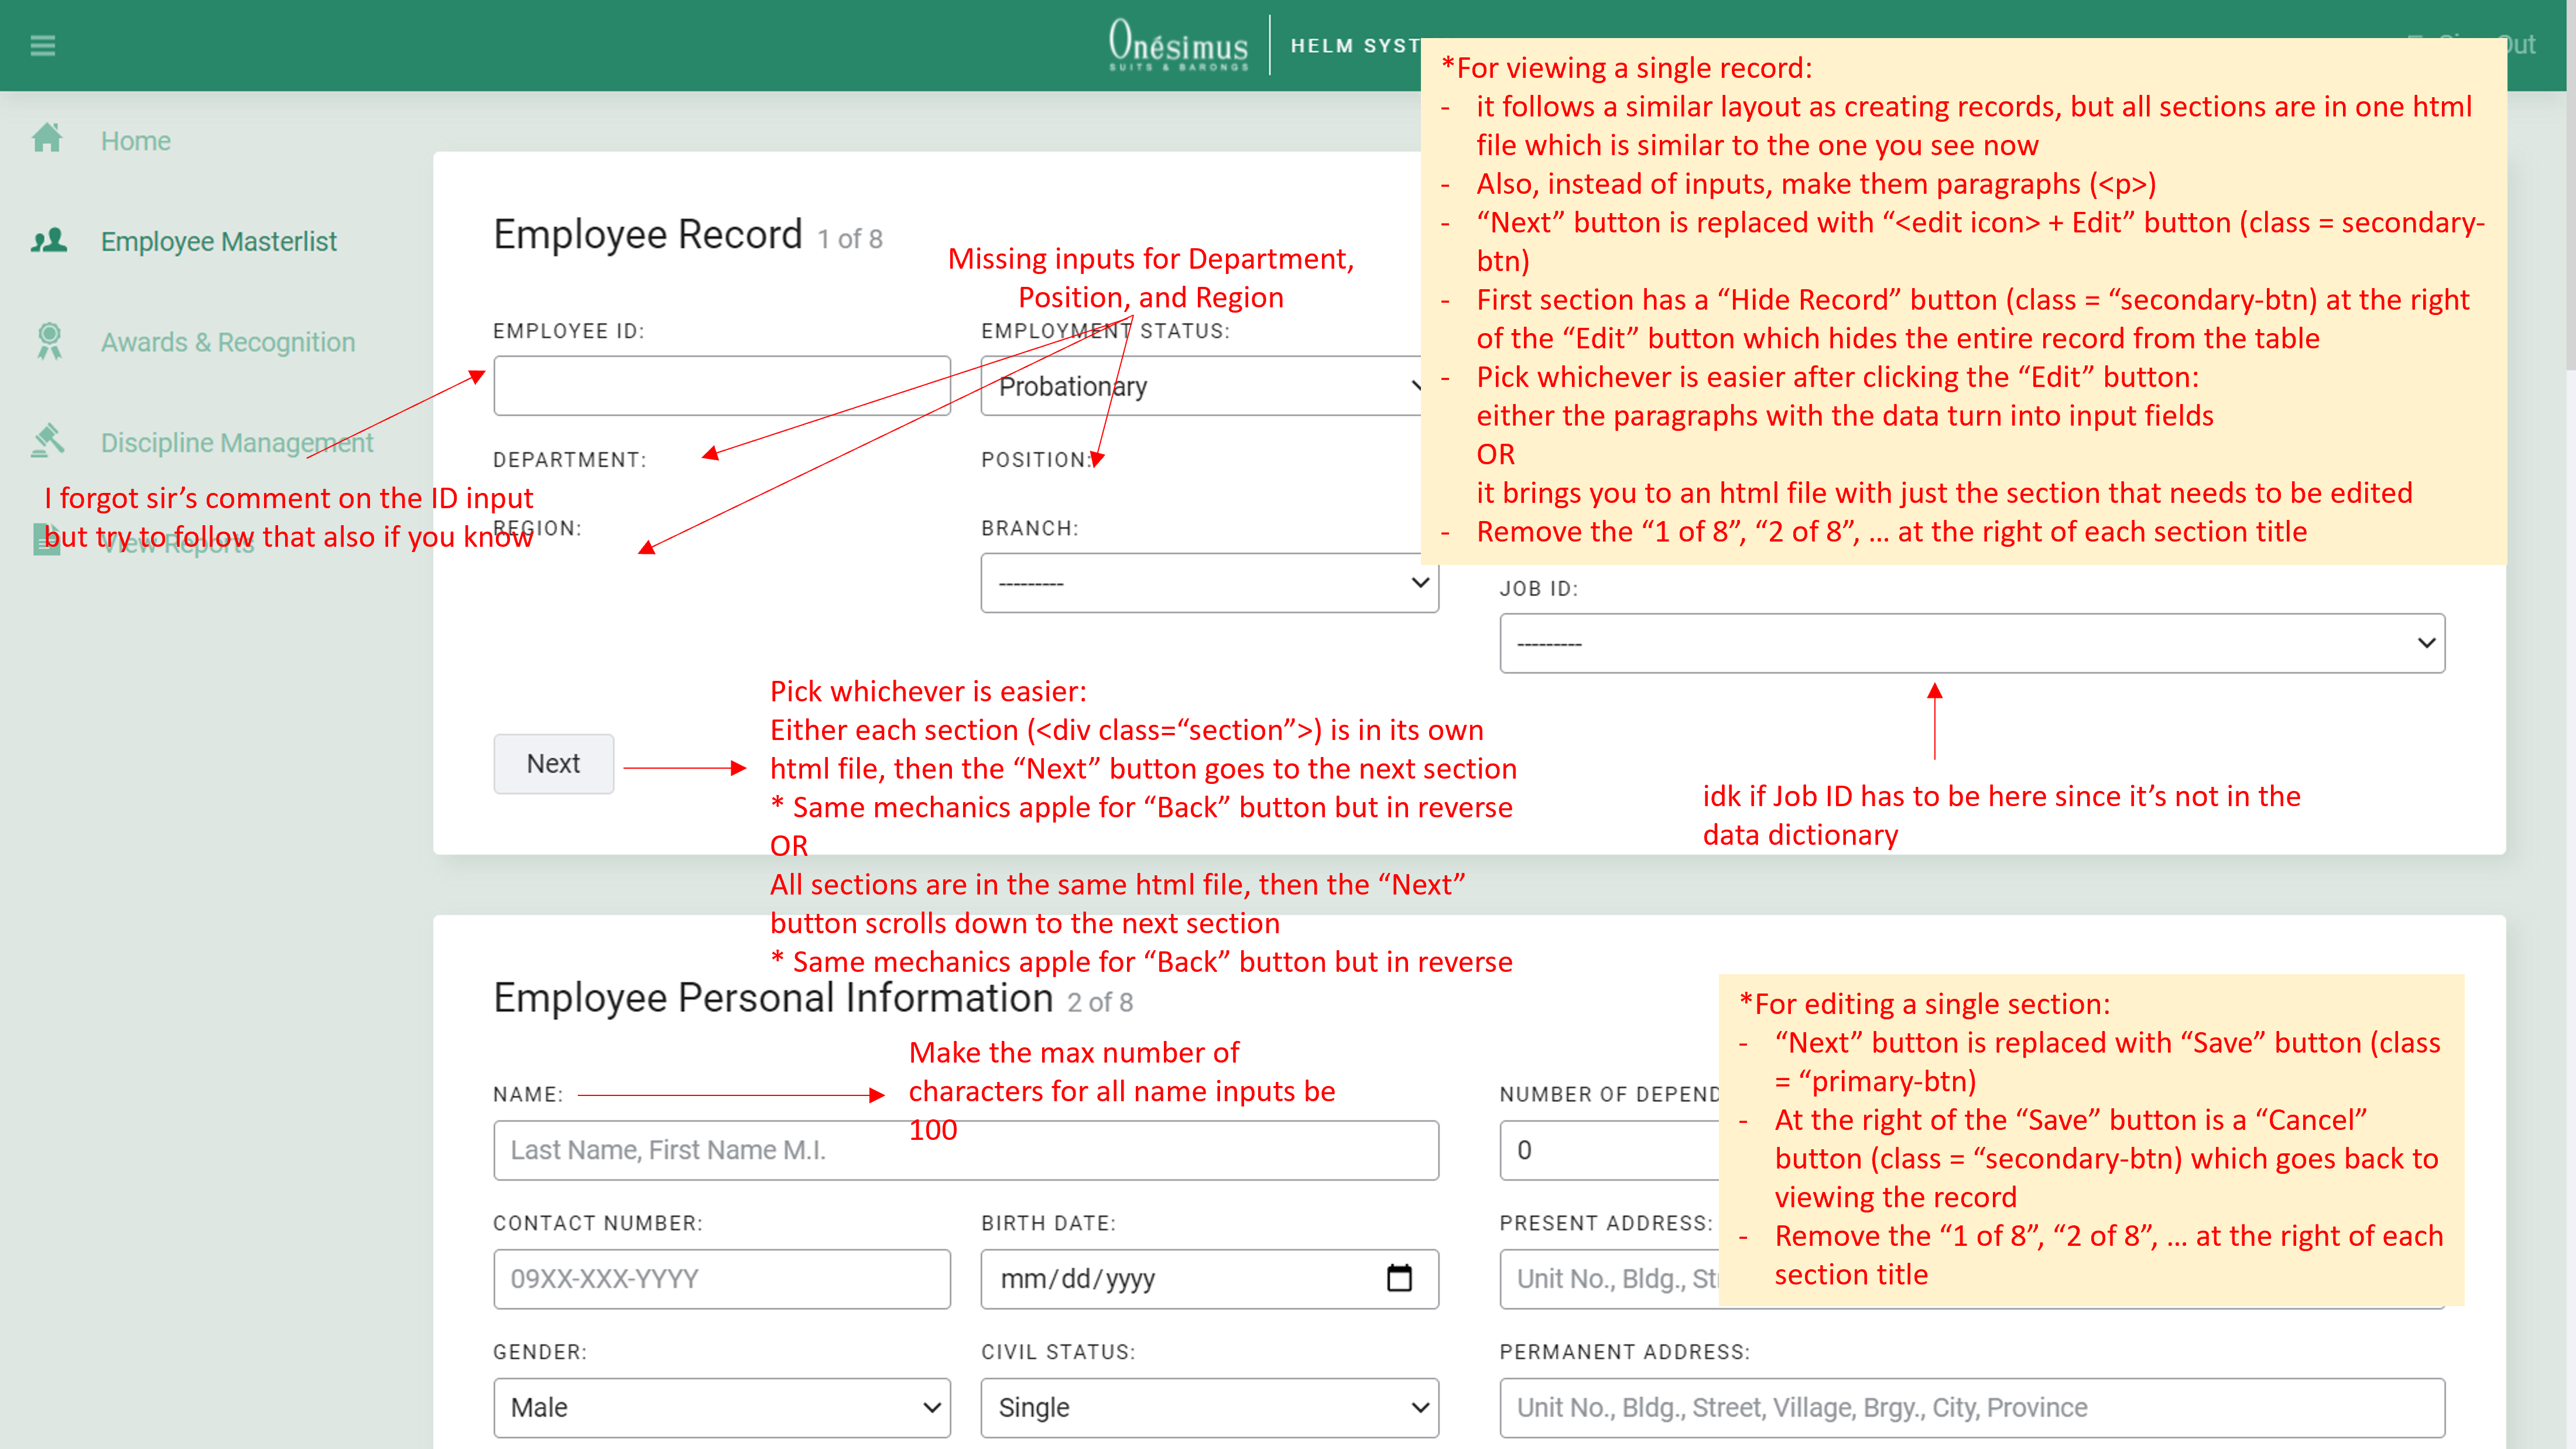 Onésimus
SUITS & BARONGS
HELM SYST
Out
Home
Employee Masterlist
Awards & Recognition
Discipline Management
View Reports
I forgot sir’s comment on the ID input
but try to follow that also if you know
Employee Record 1 of 8
Missing inputs for Department,
Position, and Region
EMPLOYEE ID:
EMPLOYMENT STATUS:
Probationary
DEPARTMENT:
POSITION:
REGION:
BRANCH:
---------
JOB ID:
---------
*For viewing a single record:
- it follows a similar layout as creating records, but all sections are in one html
file which is similar to the one you see now
- Also, instead of inputs, make them paragraphs (<p>)
- “Next” button is replaced with “<edit icon> + Edit” button (class = secondary-
btn)
- First section has a “Hide Record” button (class = “secondary-btn) at the right
of the “Edit” button which hides the entire record from the table
- Pick whichever is easier after clicking the “Edit” button:
either the paragraphs with the data turn into input fields
OR
it brings you to an html file with just the section that needs to be edited
- Remove the “1 of 8”, “2 of 8”, … at the right of each section title
Next
Pick whichever is easier:
Either each section (<div class=“section”>) is in its own
html file, then the “Next” button goes to the next section
* Same mechanics apple for “Back” button but in reverse
OR
All sections are in the same html file, then the “Next”
button scrolls down to the next section
* Same mechanics apple for “Back” button but in reverse
idk if Job ID has to be here since it’s not in the
data dictionary
Employee Personal Information 2 of 8
Make the max number of
characters for all name inputs be
100
NAME:
Last Name, First Name M.I.
NUMBER OF DEPEND
0
CONTACT NUMBER:
09XX-XXX-YYYY
BIRTH DATE:
mm/dd/yyyy
PRESENT ADDRESS:
Unit No., Bldg., St
GENDER:
Male
CIVIL STATUS:
Single
PERMANENT ADDRESS:
Unit No., Bldg., Street, Village, Brgy., City, Province
*For editing a single section:
- “Next” button is replaced with “Save” button (class
= “primary-btn)
- At the right of the “Save” button is a “Cancel”
button (class = “secondary-btn) which goes back to
viewing the record
- Remove the “1 of 8”, “2 of 8”, … at the right of each
section title